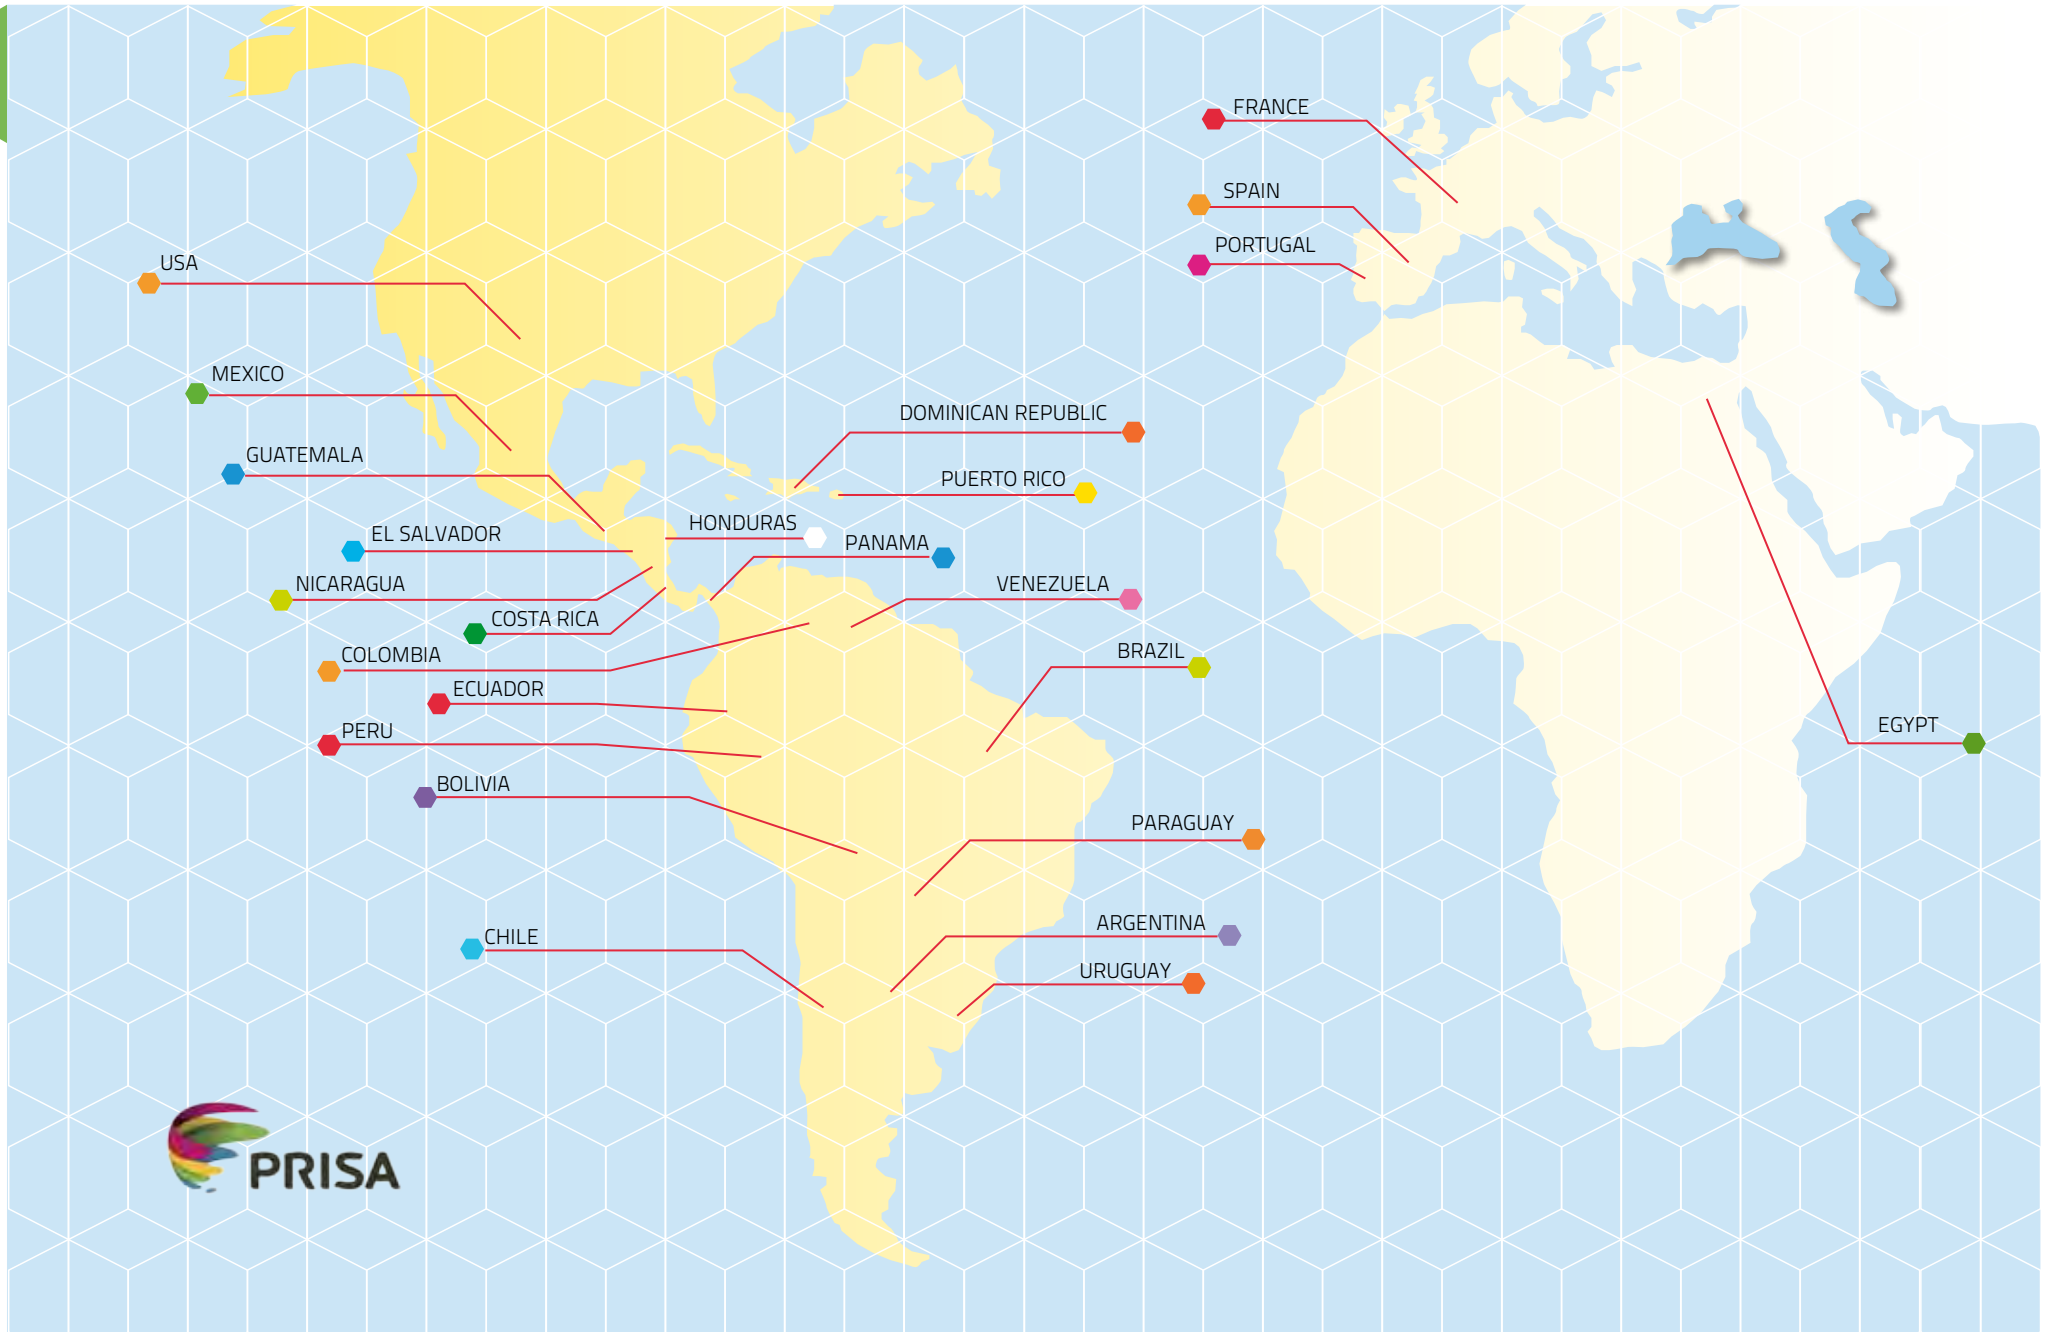 FRANCE
SPAIN
PORTUGAL
USA
MEXICO
DOMINICAN REPUBLIC
GUATEMALA
PUERTO RICO
HONDURAS
EL SALVADOR
PANAMA
NICARAGUA
VENEZUELA
COSTA RICA
COLOMBIA
BRAZIL
ECUADOR
EGYPT
PERU
BOLIVIA
PARAGUAY
ARGENTINA
CHILE
URUGUAY
PRISA